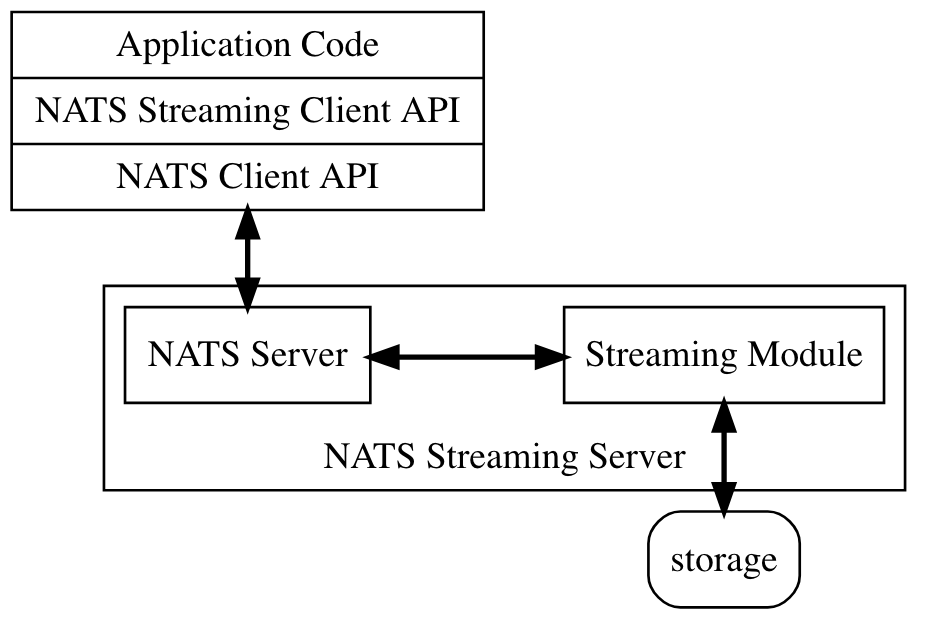 Application Code
NATS Streaming Client API
NATS Client API
NATS Server
Streaming Module
NATS Streaming Server
storage